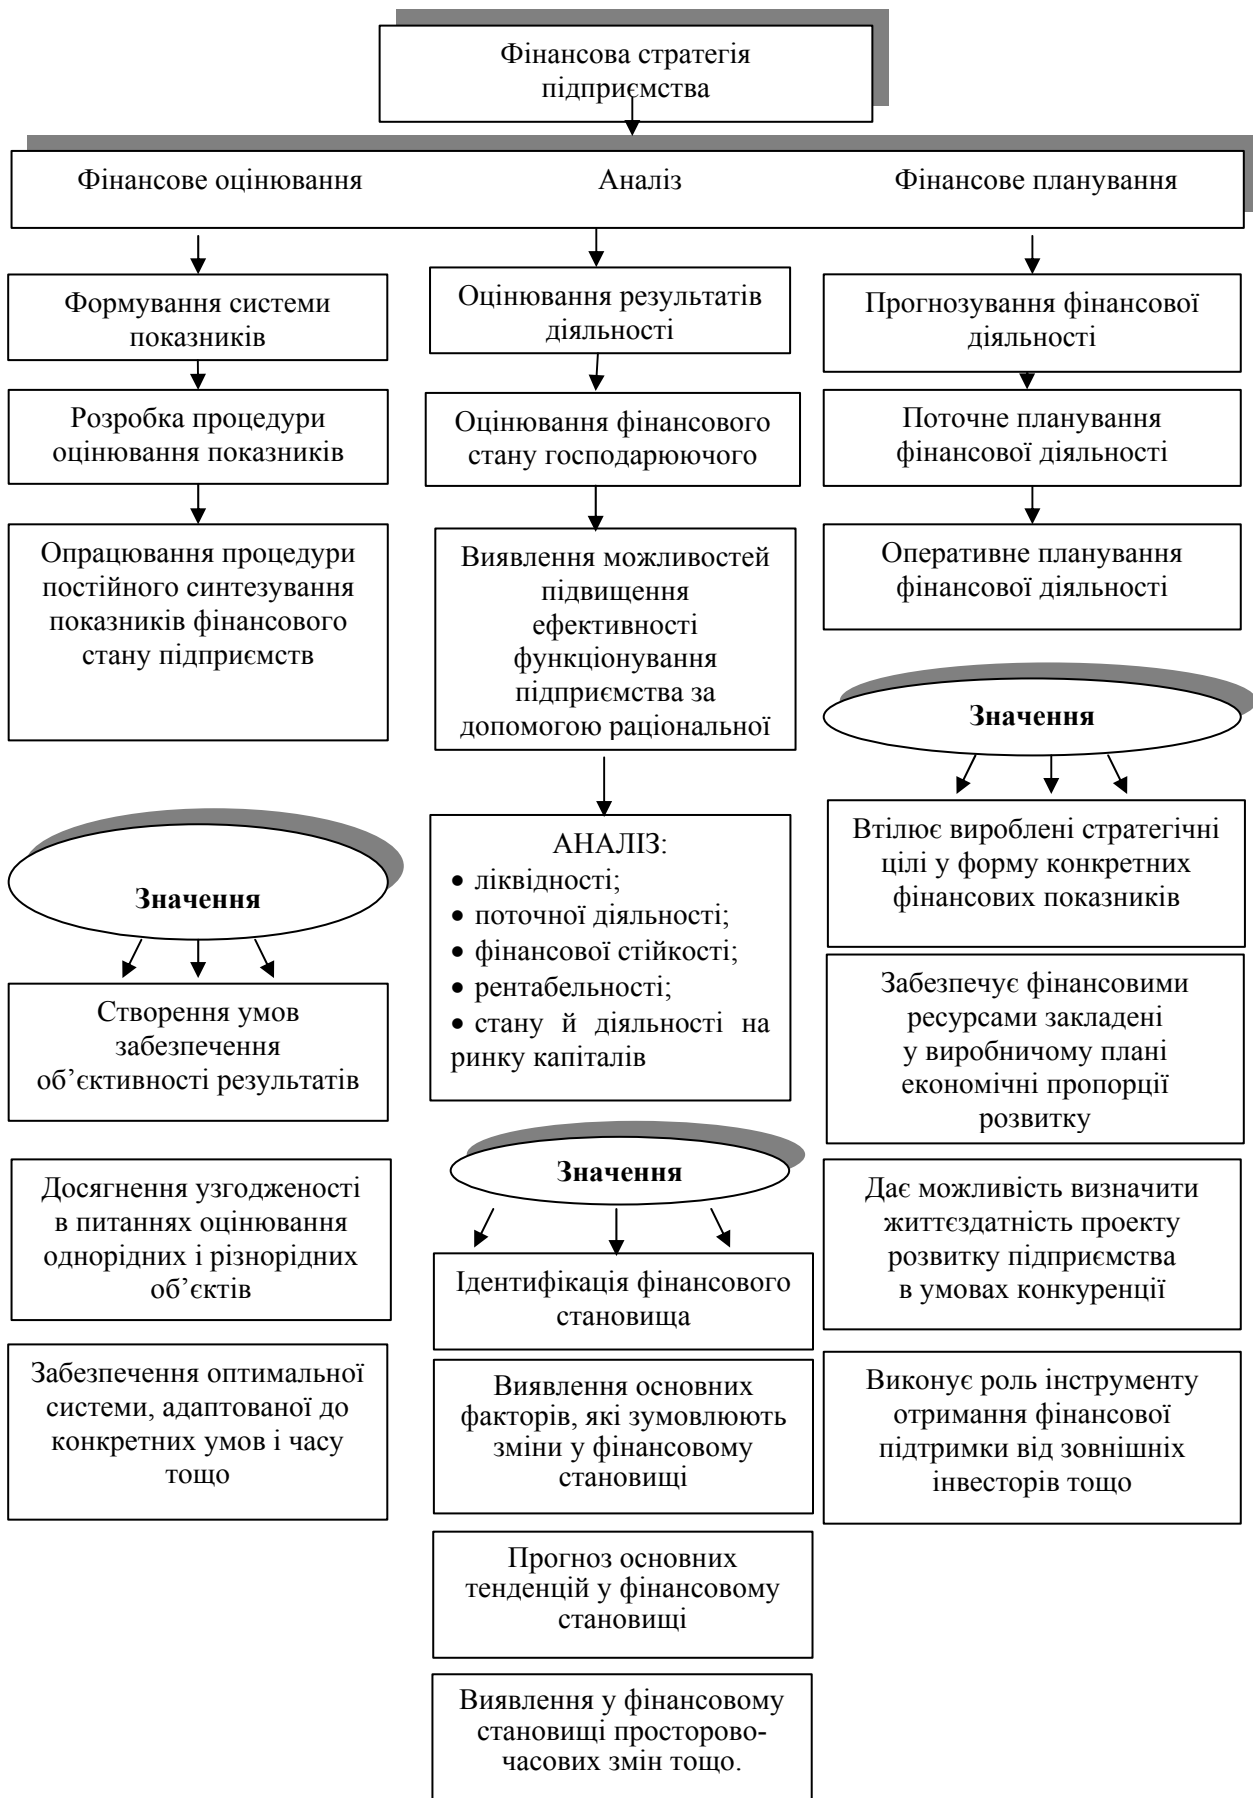 Фінансова стратегія
підприємства
Фінансове оцінювання
Аналіз
Фінансове планування
Формування системи
показників
Розробка процедури
оцінювання показників
Опрацювання процедури
постійного синтезування
показників фінансового
стану підприємств
Значення
Створення умов
забезпечення
об’єктивності результатів
Досягнення узгодженості
в питаннях оцінювання
однорідних і різнорідних
об’єктів
Забезпечення оптимальної
системи, адаптованої до
конкретних умов і часу
тощо
Оцінювання результатів
діяльності
Оцінювання фінансового
стану господарюючого
Виявлення можливостей
підвищення
ефективності
функціонування
підприємства за
допомогою раціональної
АНАЛІЗ:
• ліквідності;
• поточної діяльності;
• фінансової стійкості;
• рентабельності;
• стану й діяльності на
ринку капіталів
Значення
Ідентифікація фінансового
становища
Виявлення основних
факторів, які зумовлюють
зміни у фінансовому
становищі
Прогноз основних
тенденцій у фінансовому
становищі
Виявлення у фінансовому
становищі просторово-
часових змін тощо.
Прогнозування фінансової
діяльності
Поточне планування
фінансової діяльності
Оперативне планування
фінансової діяльності
Значення
Втілює вироблені стратегічні
цілі у форму конкретних
фінансових показників
Забезпечує фінансовими
ресурсами закладені
у виробничому плані
економічні пропорції
розвитку
Дає можливість визначити
життєздатність проекту
розвитку підприємства
в умовах конкуренції
Виконує роль інструменту
отримання фінансової
підтримки від зовнішніх
інвесторів тощо